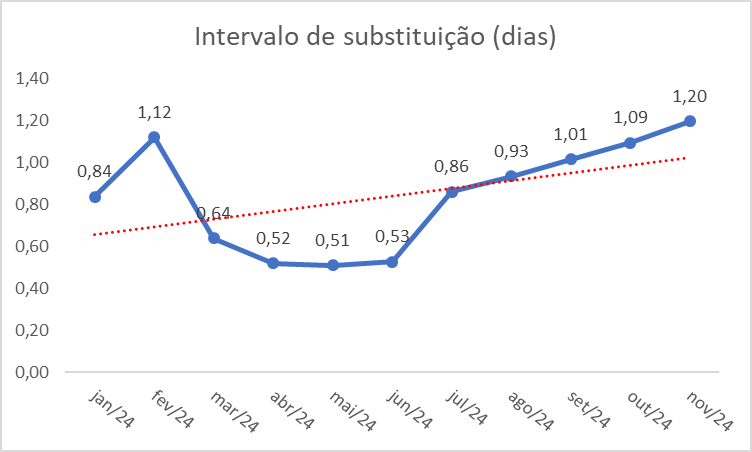 Intervalo de substituição (dias)
1,40
1,20
1,00
0,80
0,60
0,40
0,20
0,00
0,84
1,12
0,64
0,52
0,51
0,53
0,86
0,93
1,01
1,09
1,20
jan/24
fev/24
mar/24
abr/24
mai/24
jun/24
jul/24
ago/24
set/24
out/24
nov/24